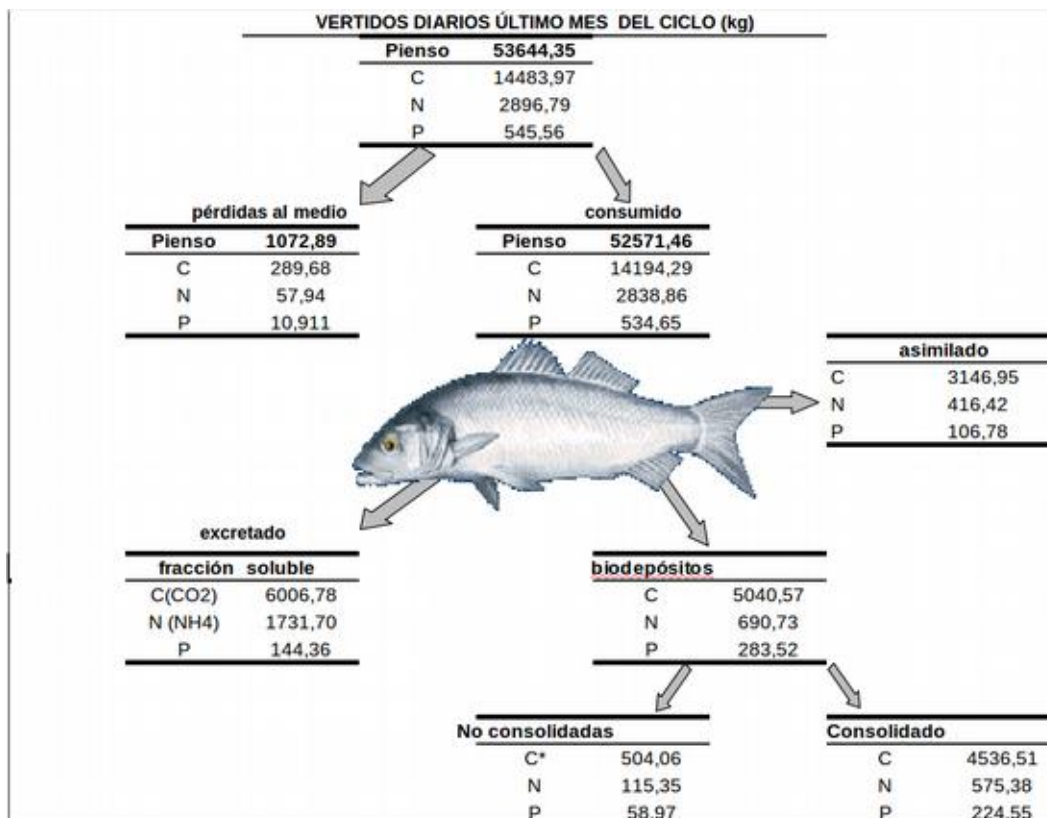 VERTIDOS DIARIOS ÚLTIMO MES DEL CICLO (kg)
Pienso 53644,35
C 14483,97
N 2896,79
P 545,56
pérdidas al medio
Pienso 1072,89
C 289,68
N 57,94
P 10,911
consumido
Pienso 52571,46
C 14194,29
N 2838,86
P 534,65
asimilado
C 3146,95
N 416,42
P 106,78
excretado
fracción soluble
C(CO2) 6006,78
N (NH4) 1731,70
P 144,36
biodepósitos
C 5040,57
N 690,73
P 283,52
No consolidadas
C* 504,06
N 115,35
P 58,97
Consolidado
C 4536,51
N 575,38
P 224,55